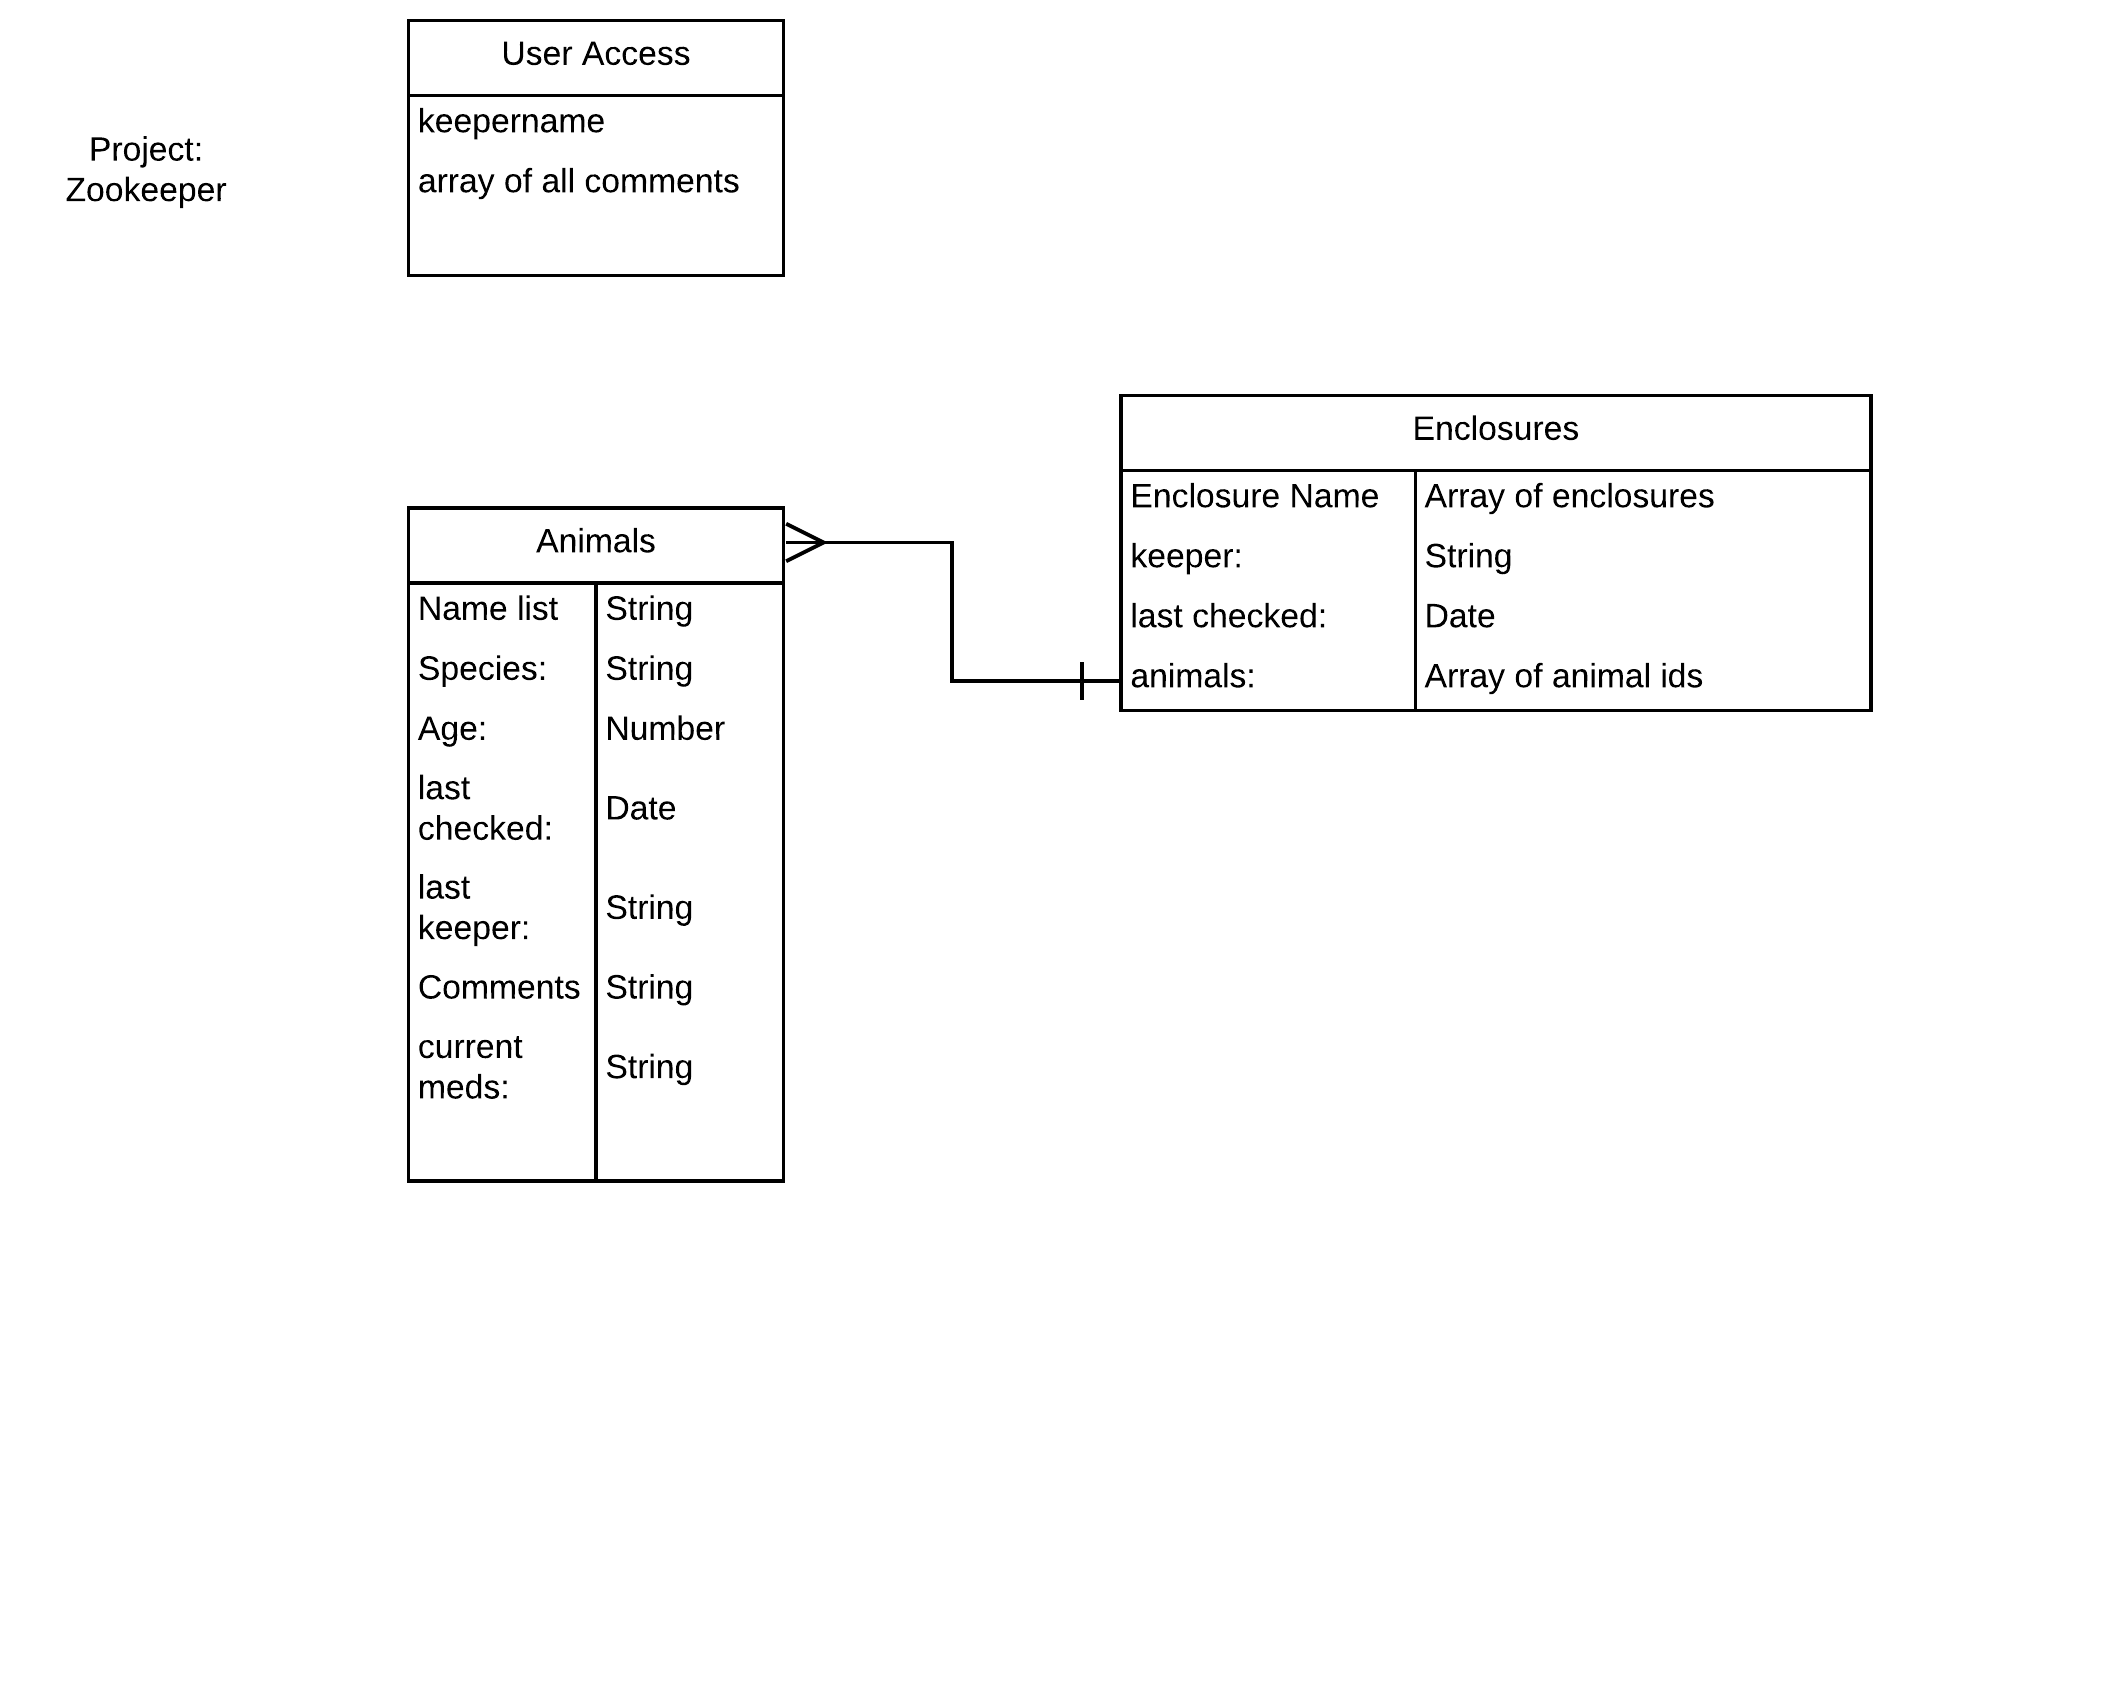 User Access
keepername
array of all comments
Project:
Zookeeper
Enclosures
Enclosure Name Array of enclosures
keeper: String
last checked: Date
animals: Array of animal ids
Animals
Name list String
Species: String
Age: Number
last
checked:
Date
last
keeper:
String
Comments String
current
meds:
String